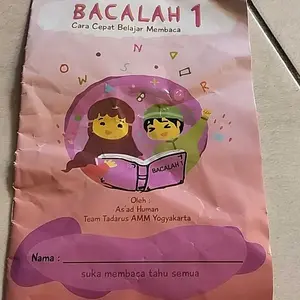 BACALAH 1
Cara Cepat Belajar Membaca
N
O W S R
BACALAH
Oleh :
As'ad Human
Team Tadarus AMM Yogyakarta
Nama :
suka membaca tahu semua